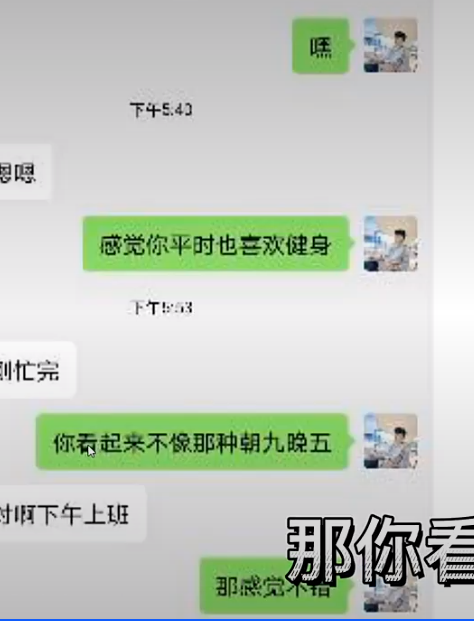 嘿
下午5:40
嗯嗯
感觉你平时也喜欢健身
下午5:53
刚忙完
你看起来不像那种朝九晚五
对啊下午上班
那感觉不错
那你看